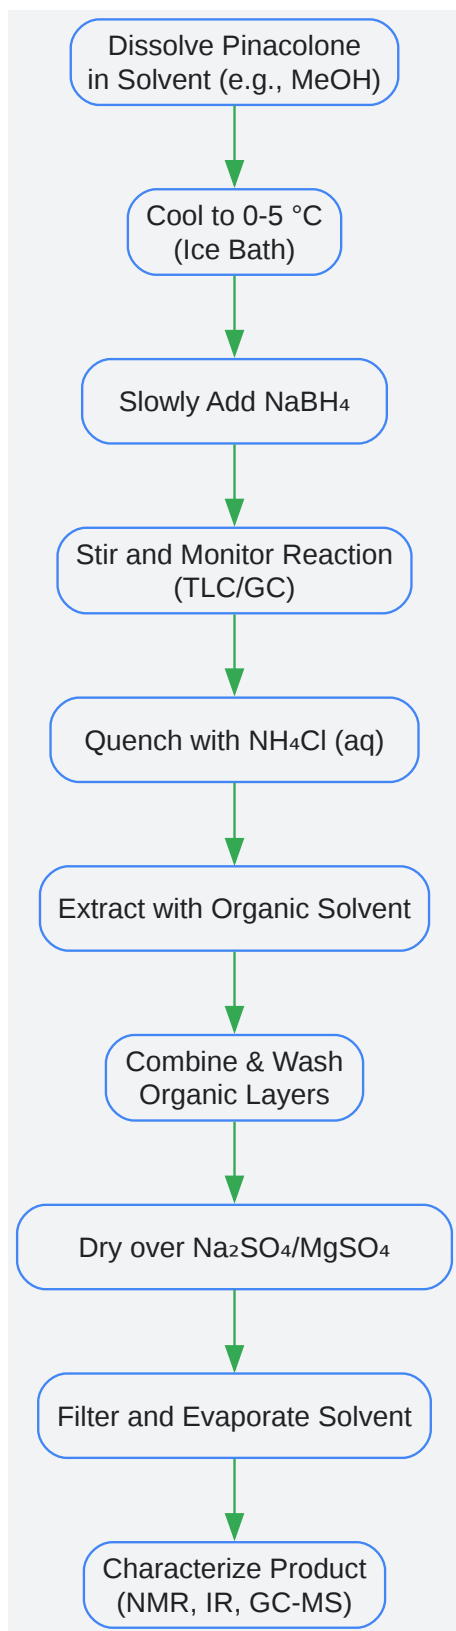 Dissolve Pinacolone
in Solvent (e.g., MeOH)
Cool to 0-5 °C
(Ice Bath)
Slowly Add NaBH₄
Stir and Monitor Reaction
(TLC/GC)
Quench with NH₄Cl (aq)
Extract with Organic Solvent
Combine & Wash
Organic Layers
Dry over Na₂SO₄/MgSO₄
Filter and Evaporate Solvent
Characterize Product
(NMR, IR, GC-MS)